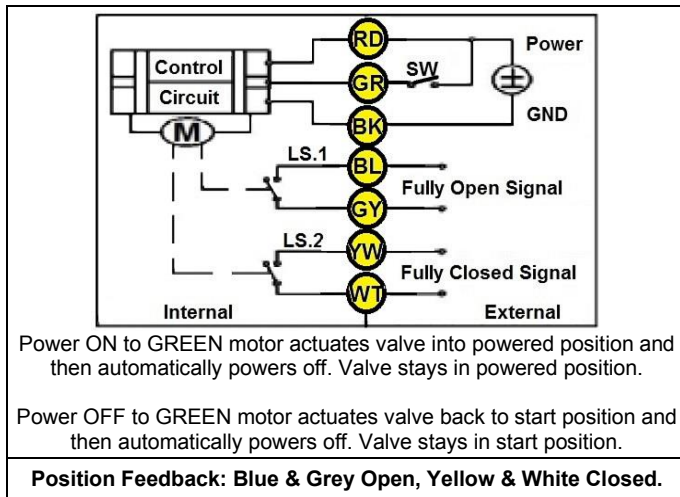 RD
Power
Control
GR
SW
Circuit
GND
BK
M
LS.1
BL
Fully Open Signal
GY
LS.2
YW
Fully Closed Signal
WT
Internal
External
Power ON to GREEN motor actuates valve into powered position and
then automatically powers off. Valve stays in powered position.
Power OFF to GREEN motor actuates valve back to start position and
then automatically powers off. Valve stays in start position.
Position Feedback: Blue & Grey Open, Yellow & White Closed.